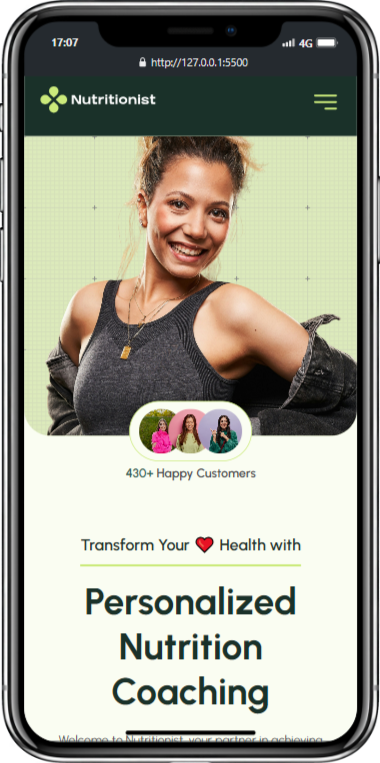 17:07
4G
http://127.0.0.1:5500
Nutritionist
430+ Happy Customers
Transform Your ❤️ Health with
Personalized
Nutrition
Coaching
Welcome to Nutritionist, your partner in achieving